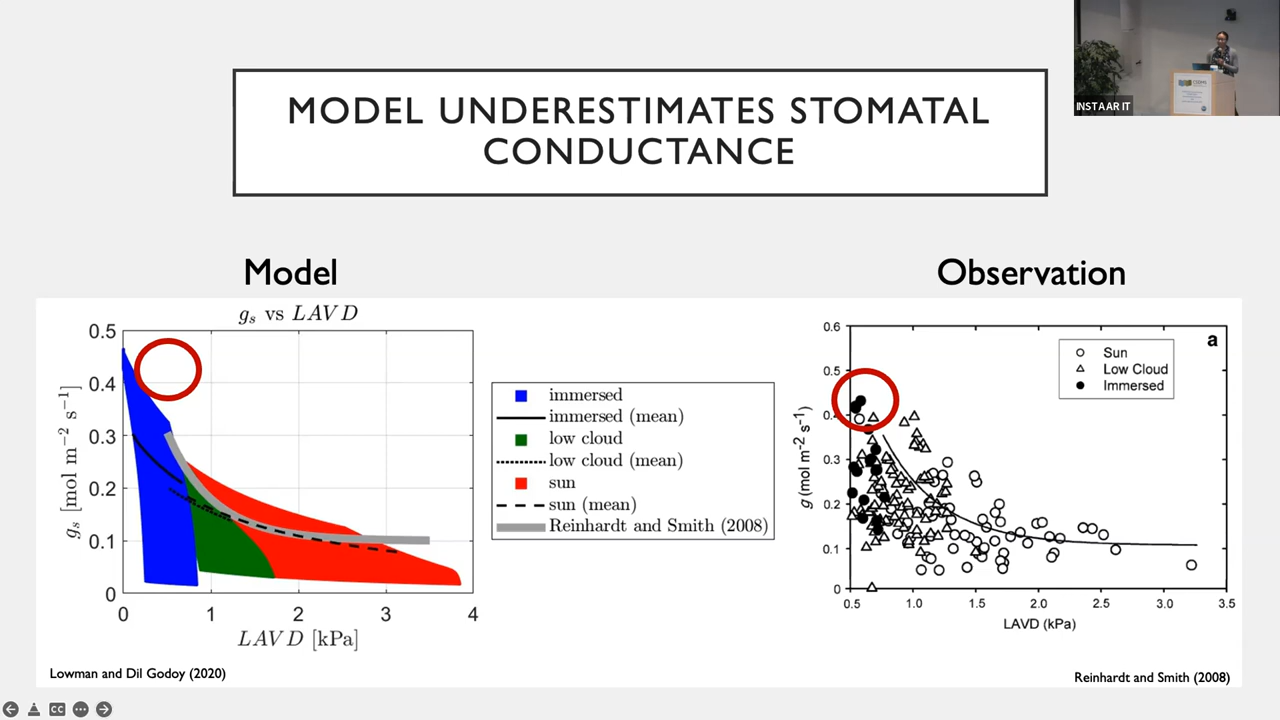 MODEL UNDERESTIMATES STOMATAL
CONDUCTANCE
INSTAAR IT
Model
Observation
g_s vs LAVD
0.5
0.4
0.3
0.2
0.1
0
g_s [mol m⁻² s⁻¹]
0 1 2 3 4
LAVD [kPa]
immersed
immersed (mean)
low cloud
low cloud (mean)
sun
sun (mean)
Reinhardt and Smith (2008)
a
Sun
Low Cloud
Immersed
0.6
0.5
0.4
0.3
0.2
0.1
0
g (mol m⁻² s⁻¹)
0.5 1.0 1.5 2.0 2.5 3.0 3.5
LAVD (kPa)
Lowman and Dil Godoy (2020)
Reinhardt and Smith (2008)
CC